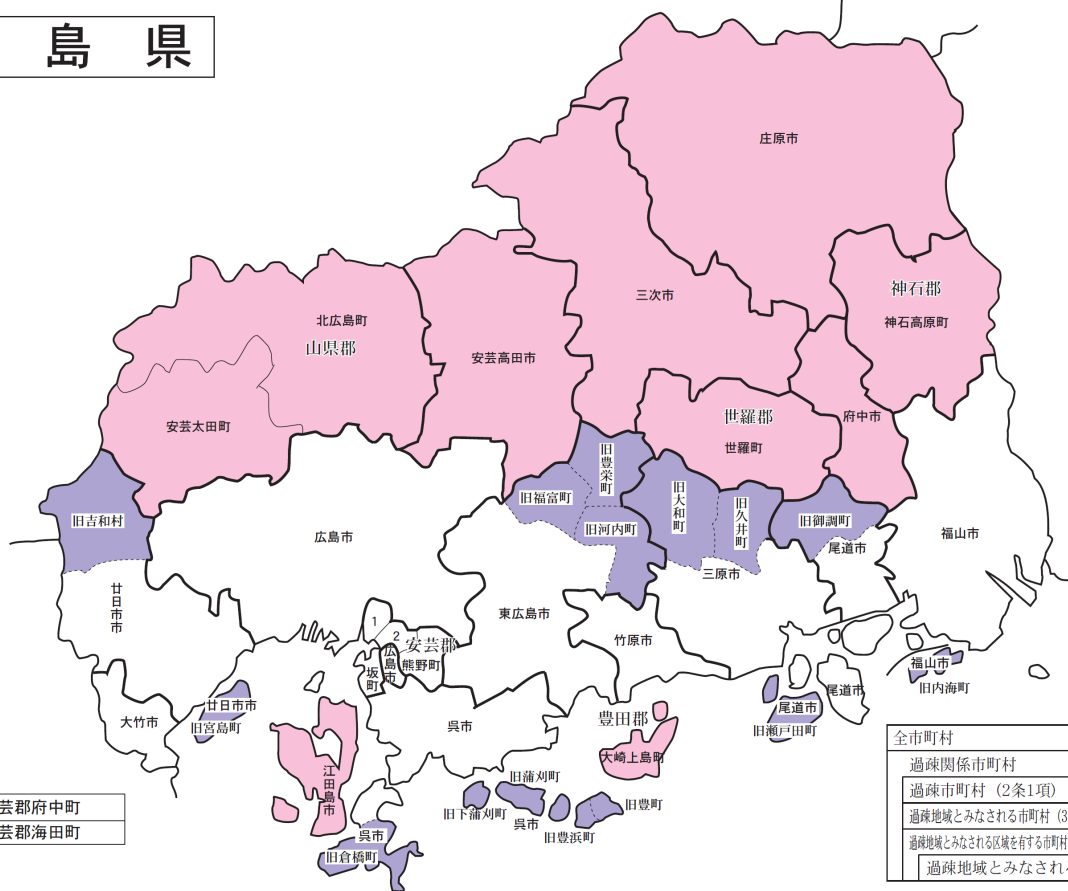 島 県
庄原市
神石郡
神石高原町
三次市
北広島町
山県郡
安芸高田市
安芸太田町
世羅郡
世羅町
府中市
旧豊栄町
旧福富町
旧河内町
旧大和町
旧久井町
旧御調町
尾道市
旧吉和村
広島市
福山市
三原市
廿日市市
東広島市
竹原市
1
2
安芸郡
広島市
熊野町
坂町
福山市
旧内海町
廿日市市
旧宮島町
大竹市
呉市
豊田郡
大崎上島町
尾道市
尾道市
旧瀬戸田町
江田島市
旧蒲刈町
旧下蒲刈町
呉市
旧豊町
旧豊浜町
呉市
旧倉橋町
芸郡府中町
芸郡海田町
全市町村
過疎関係市町村
過疎市町村（2条1項）
過疎地域とみなされる市町村（3
過疎地域とみなされる区域を有する市町村
過疎地域とみなされ